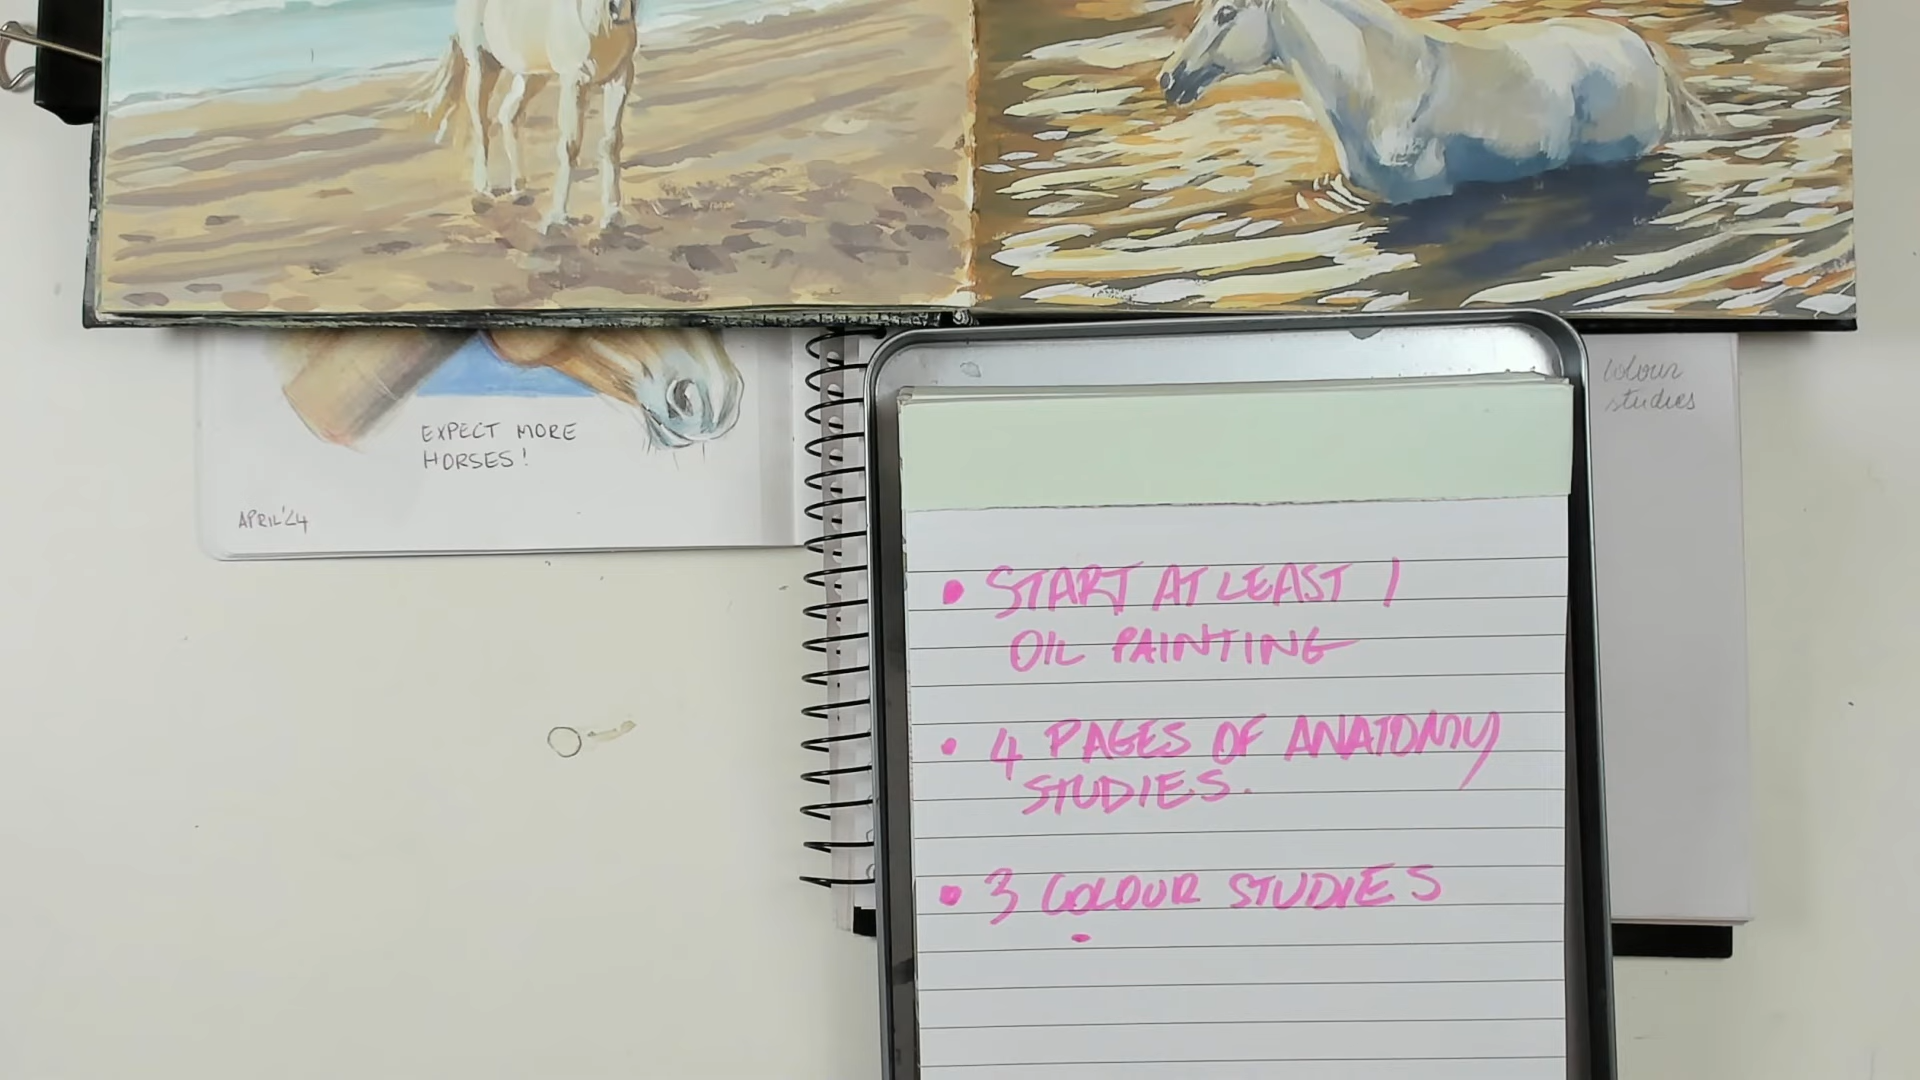 EXPECT MORE
HORSES!
APRIL'24
colour
studies
• START AT LEAST 1
OIL PAINTING
• 4 PAGES OF ANATOMY
STUDIES.
• 3 COLOUR STUDIES